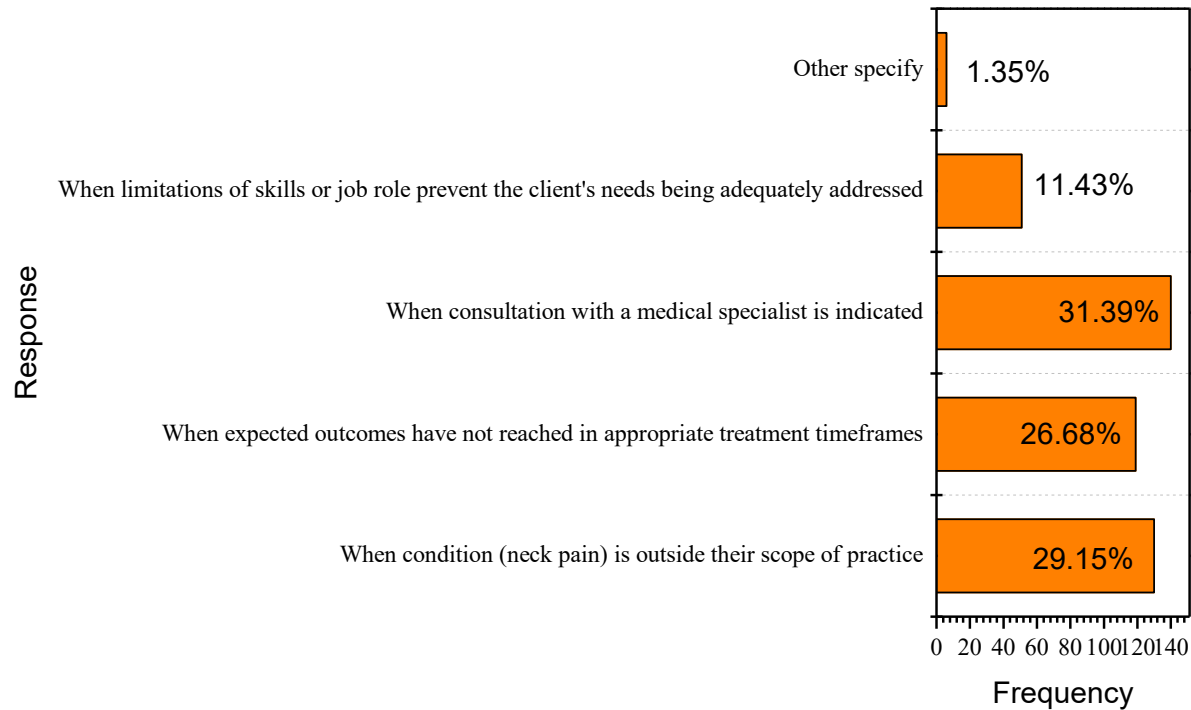 Other specify
1.35%
When limitations of skills or job role prevent the client's needs being adequately addressed
11.43%
When consultation with a medical specialist is indicated
31.39%
When expected outcomes have not reached in appropriate treatment timeframes
26.68%
When condition (neck pain) is outside their scope of practice
29.15%
Response
0 20 40 60 80 100 120 140
Frequency